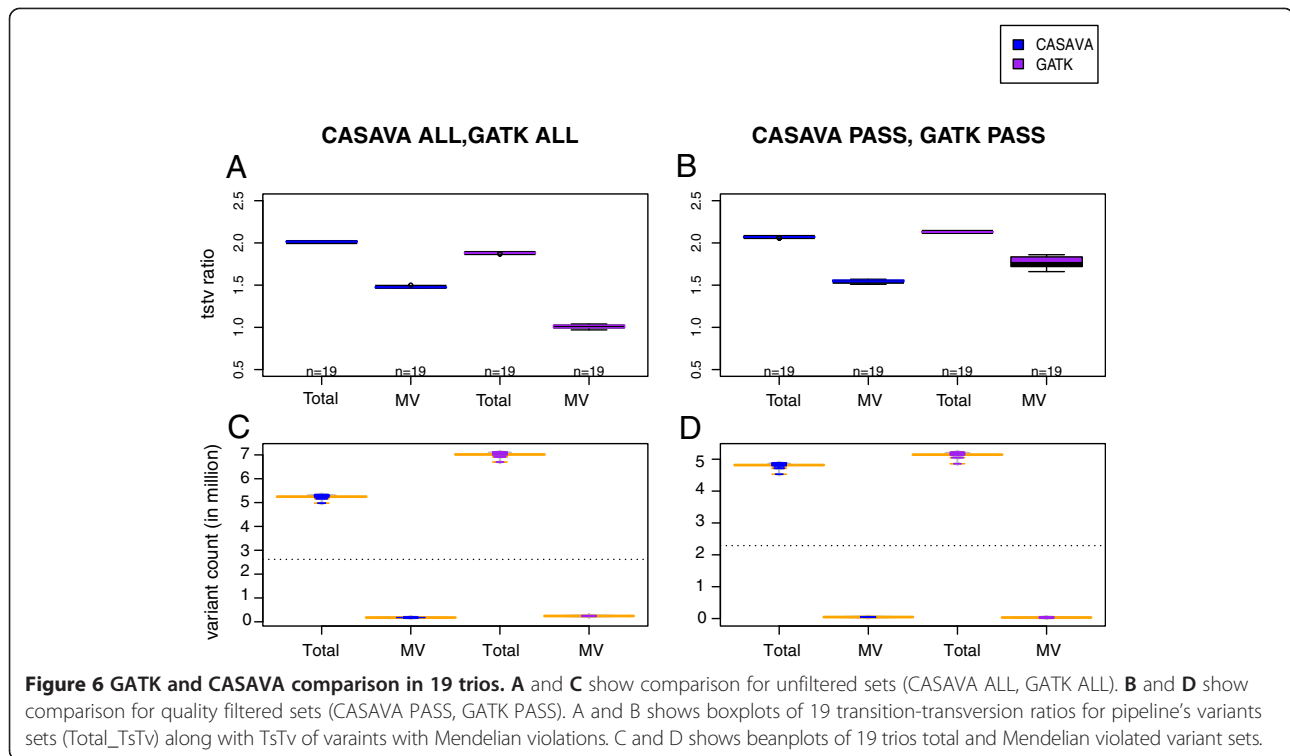 CASAVA
GATK
CASAVA ALL,GATK ALL
CASAVA PASS, GATK PASS
A
tstv ratio
2.5
2.0
1.5
1.0
0.5
n=19 n=19 n=19 n=19
Total MV Total MV
B
2.5
2.0
1.5
1.0
0.5
n=19 n=19 n=19 n=19
Total MV Total MV
C
variant count (in million)
7
6
5
4
3
2
1
0
Total MV Total MV
D
5
4
3
2
1
0
Total MV Total MV
Figure 6 GATK and CASAVA comparison in 19 trios. A and C show comparison for unfiltered sets (CASAVA ALL, GATK ALL). B and D show
comparison for quality filtered sets (CASAVA PASS, GATK PASS). A and B shows boxplots of 19 transition-transversion ratios for pipeline's variants
sets (Total_TsTv) along with TsTv of varaints with Mendelian violations. C and D shows beanplots of 19 trios total and Mendelian violated variant sets.